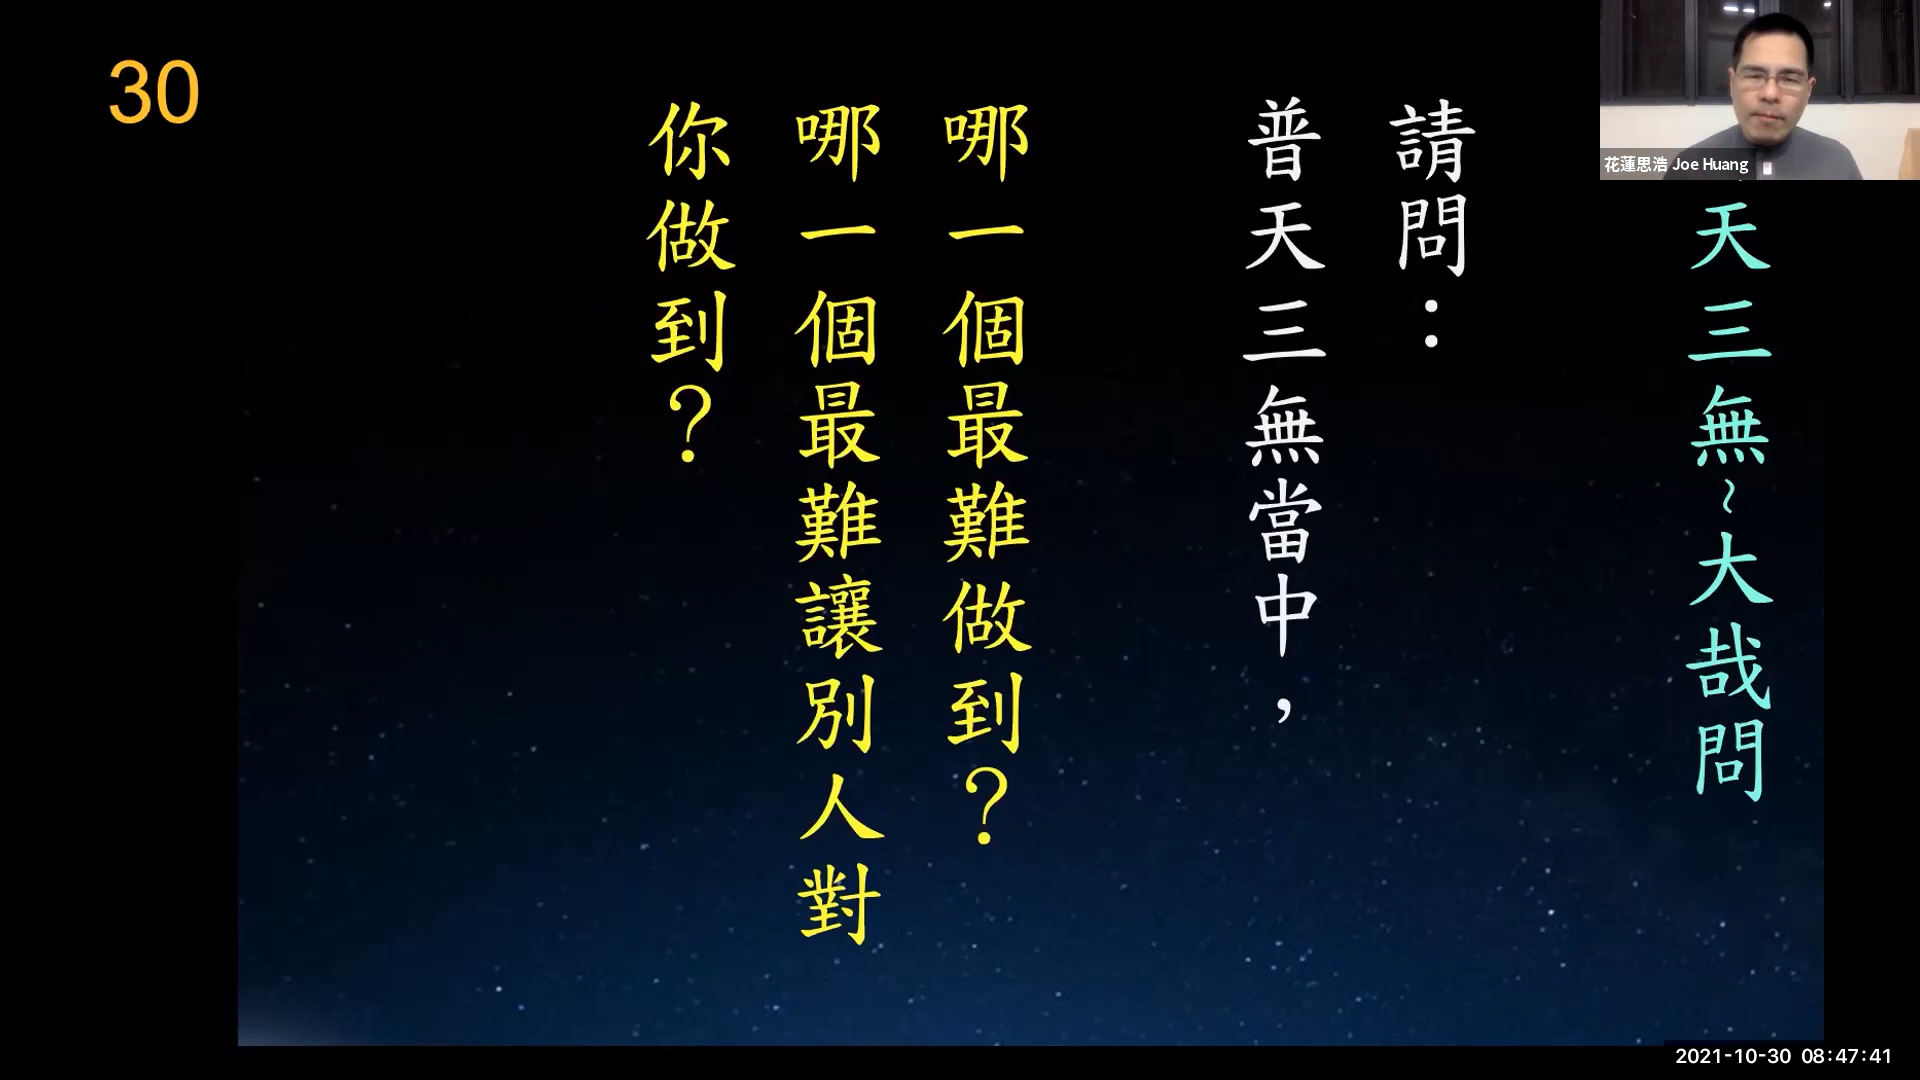 天三無~大哉問
請問：
普天三無當中，
哪一個最難做到？
哪一個最難讓別人對
你做到？
30
花蓮思浩 Joe Huang
2021-10-30 08:47:41